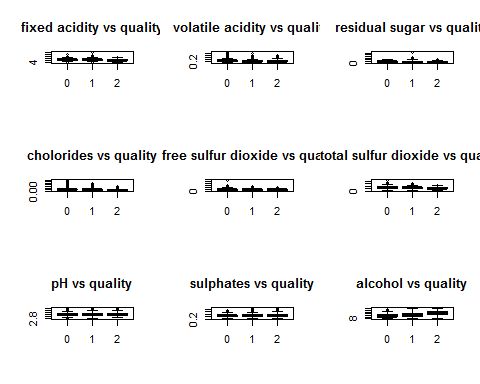 fixed acidity vs quality
volatile acidity vs quali
residual sugar vs quali
4
0 1 2
0.2
0 1 2
0
0 1 2
cholorides vs quality
free sulfur dioxide vs qua
total sulfur dioxide vs qua
0.00
0 1 2
0
0 1 2
0
0 1 2
pH vs quality
sulphates vs quality
alcohol vs quality
2.8
0 1 2
0.2
0 1 2
8
0 1 2